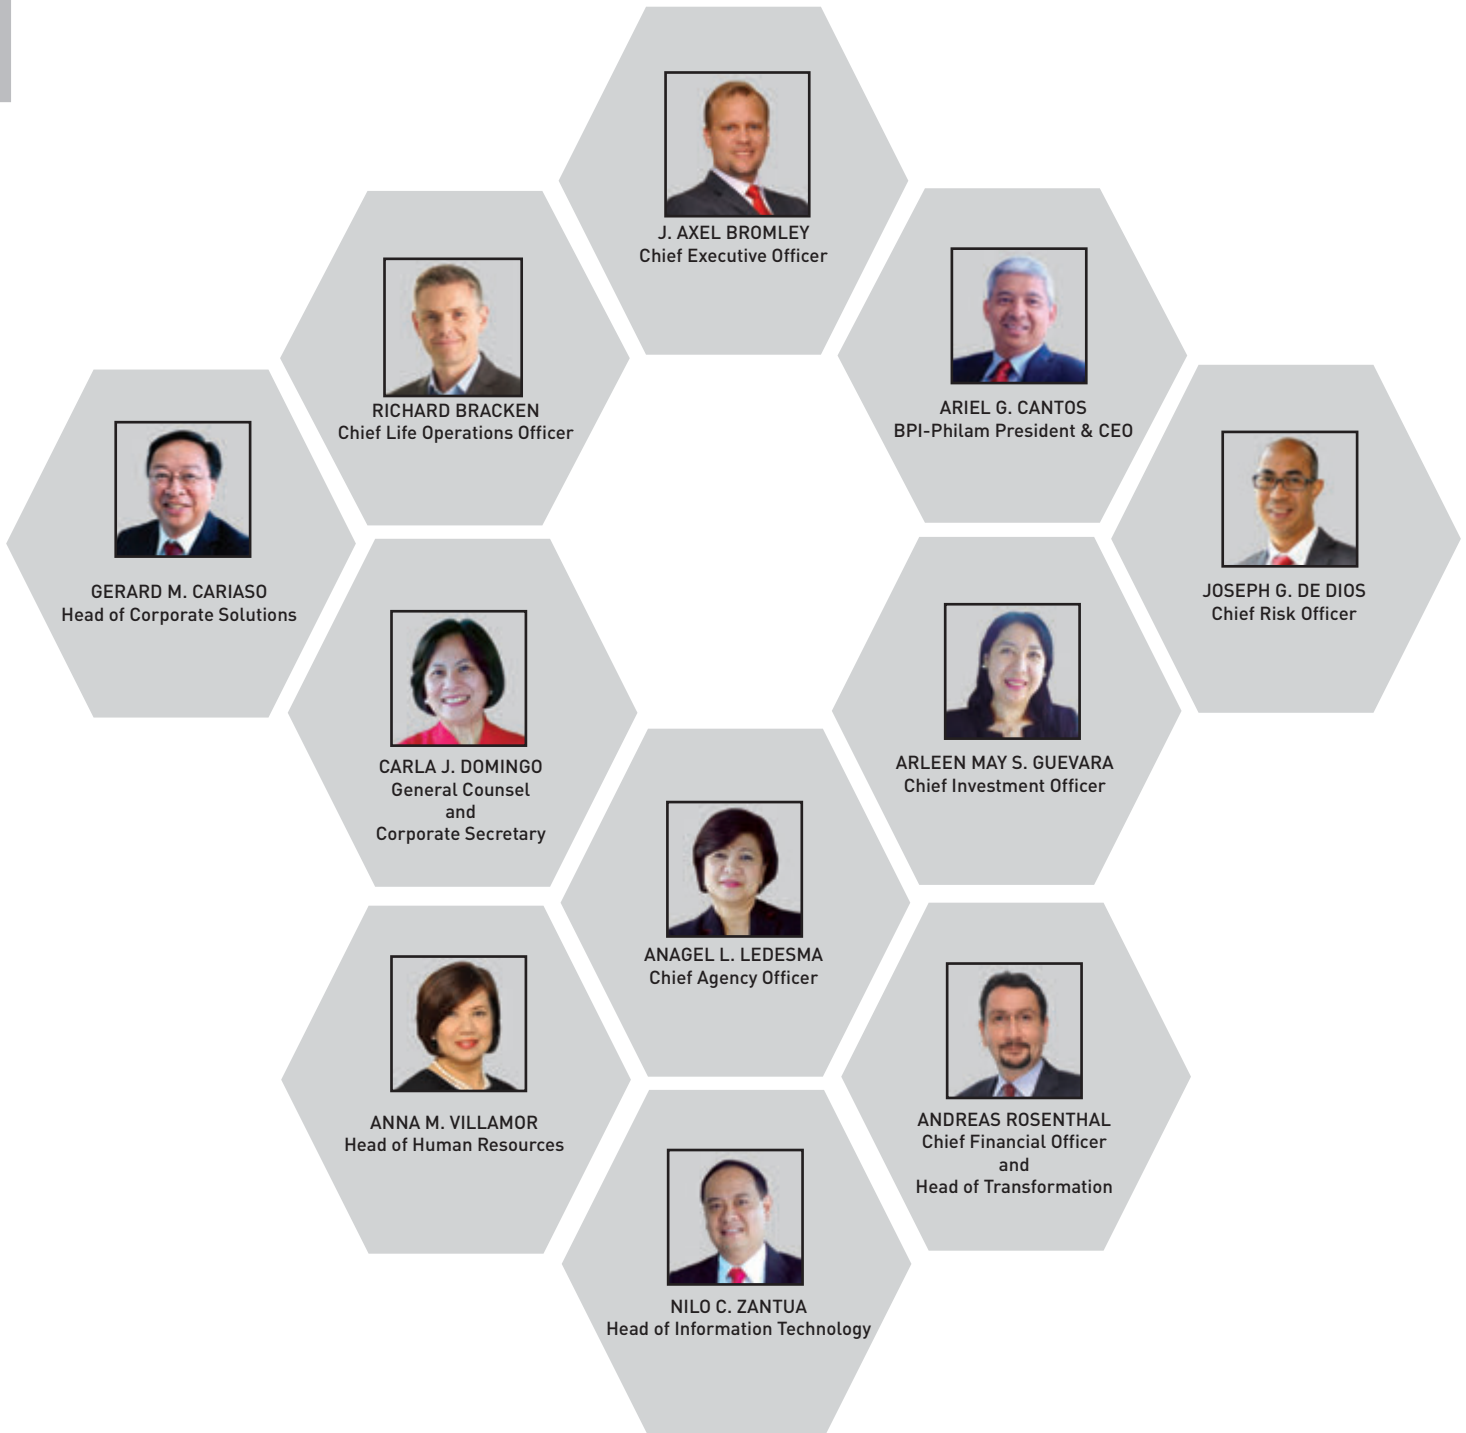 J. AXEL BROMLEY
Chief Executive Officer
RICHARD BRACKEN
Chief Life Operations Officer
ARIEL G. CANTOS
BPI-Philam President & CEO
GERARD M. CARIASO
Head of Corporate Solutions
JOSEPH G. DE DIOS
Chief Risk Officer
CARLA J. DOMINGO
General Counsel
and
Corporate Secretary
ARLEEN MAY S. GUEVARA
Chief Investment Officer
ANAGEL L. LEDESMA
Chief Agency Officer
ANNA M. VILLAMOR
Head of Human Resources
ANDREAS ROSENTHAL
Chief Financial Officer
and
Head of Transformation
NILO C. ZANTUA
Head of Information Technology